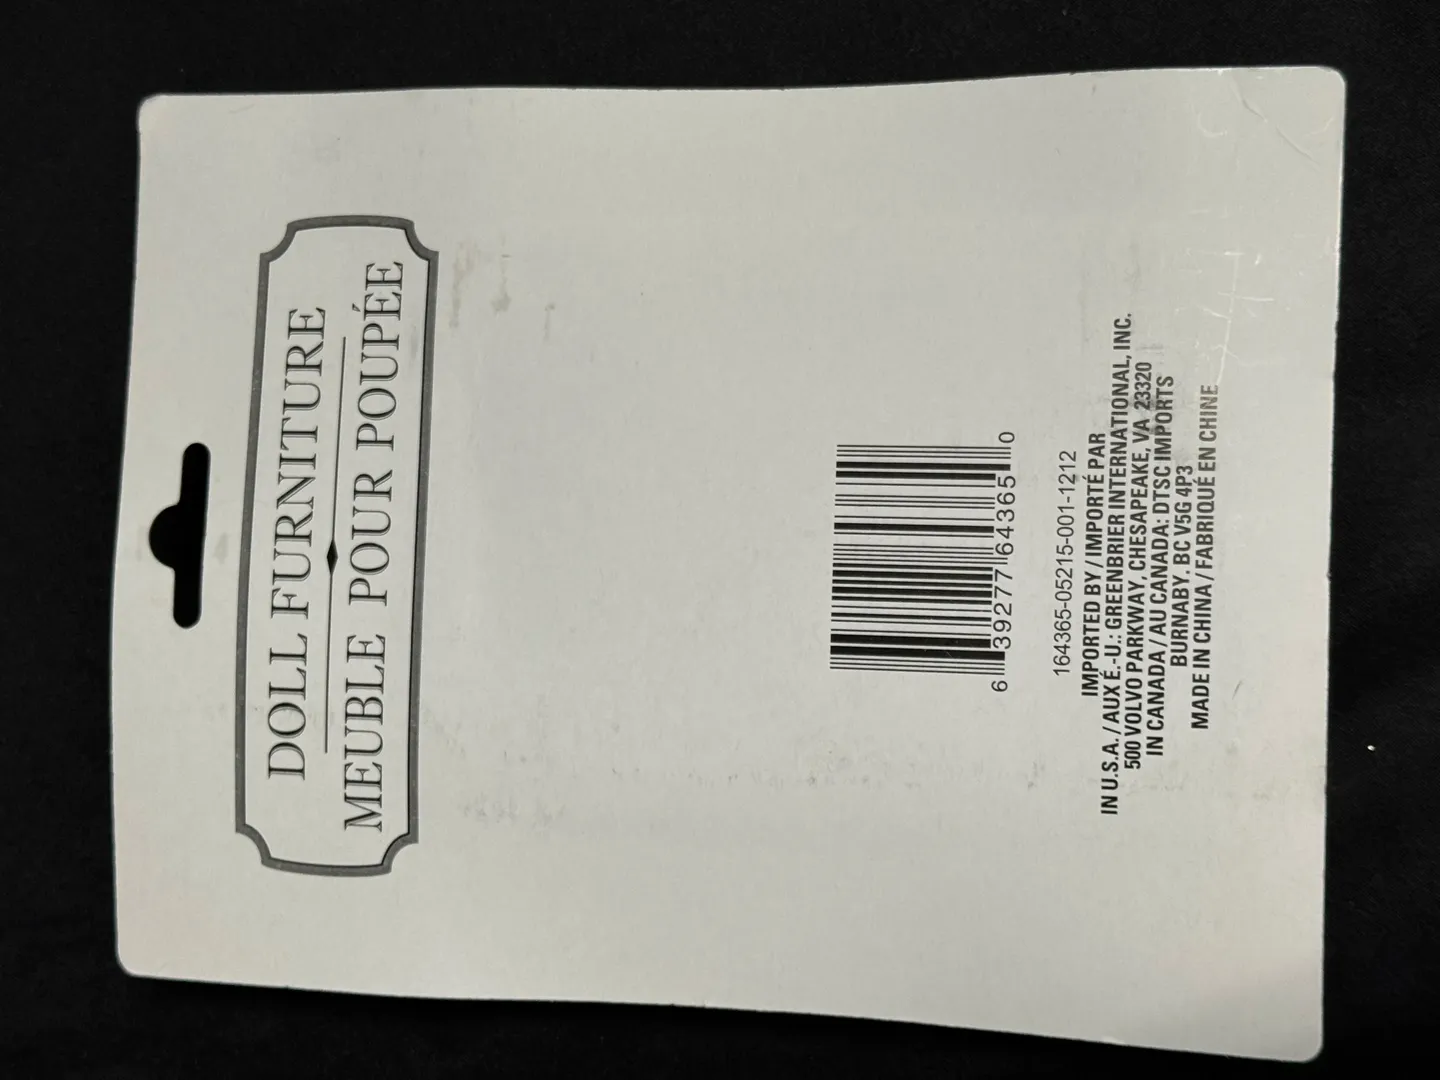 DOLL FURNITURE
MEUBLE POUR POUPÉE
6 39277 64365 0
164365-05215-001-1212
IMPORTED BY / IMPORTÉ PAR
IN U.S.A. / AUX É.-U.: GREENBRIER INTERNATIONAL, INC.
500 VOLVO PARKWAY, CHESAPEAKE, VA 23320
IN CANADA / AU CANADA: DTSC IMPORTS
BURNABY. BC V5G 4P3
MADE IN CHINA / FABRIQUÉ EN CHINE